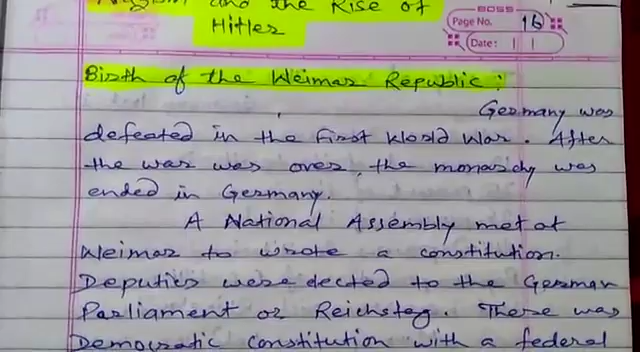 Nazism and the Rise of
Hitler
BOSS
Page No. 16
Date:
Birth of the Weimar Republic :
Germany was
defeated in the First World War. After
the war was over, the monarchy was
ended in Germany.
A National Assembly met at
Weimar to wrote a constitution.
Deputies were elected to the German
Parliament or Reichsteg. There was
Democratic constitution with a federal